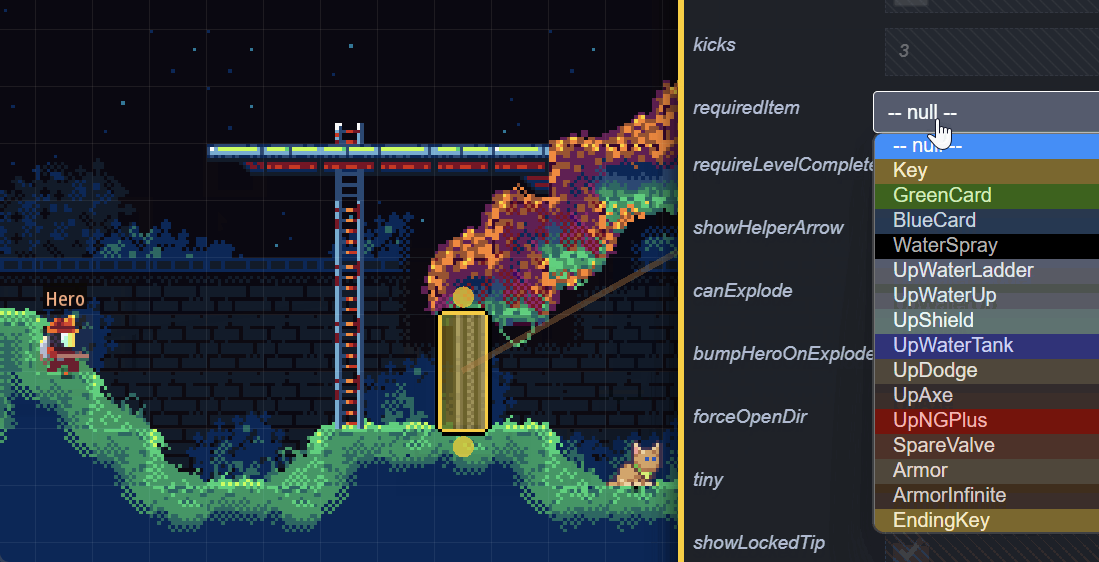 kicks
3
requiredItem
-- null --
-- null --
requireLevelComplete
Key
GreenCard
showHelperArrow
BlueCard
WaterSpray
UpWaterLadder
canExplode
UpWaterUp
Hero
UpShield
bumpHeroOnExplode
UpWaterTank
UpDodge
UpAxe
forceOpenDir
UpNGPlus
SpareValve
tiny
Armor
ArmorInfinite
EndingKey
showLockedTip